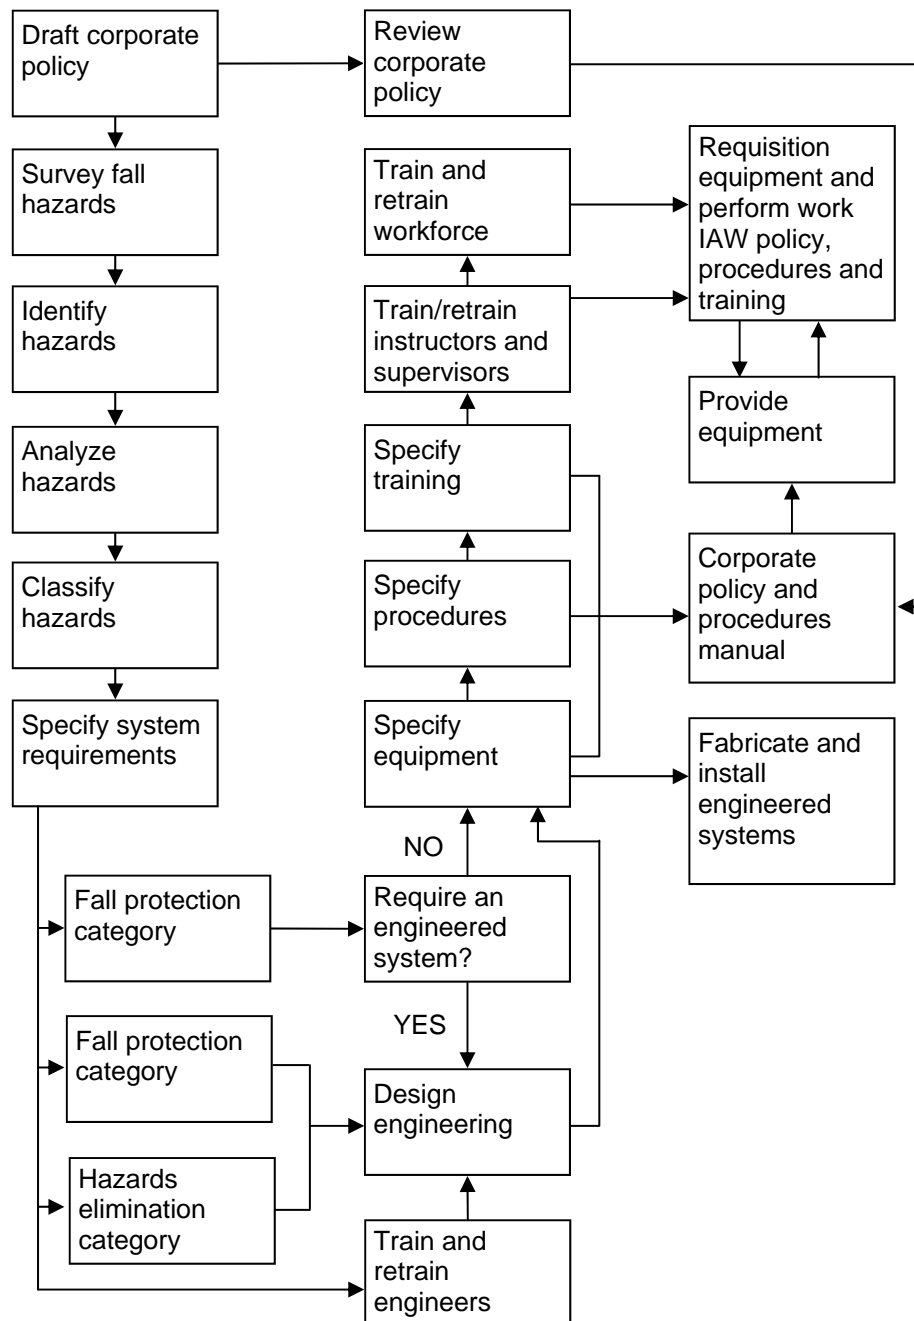 Draft corporate
policy
Review
corporate
policy
Survey fall
hazards
Train and
retrain
workforce
Requisition
equipment and
perform work
IAW policy,
procedures and
training
Identify
hazards
Train/retrain
instructors and
supervisors
Provide
equipment
Analyze
hazards
Specify
training
Classify
hazards
Specify
procedures
Corporate
policy and
procedures
manual
Specify system
requirements
Specify
equipment
Fabricate and
install
engineered
systems
NO
Fall protection
category
Require an
engineered
system?
YES
Fall protection
category
Design
engineering
Hazards
elimination
category
Train and
retrain
engineers